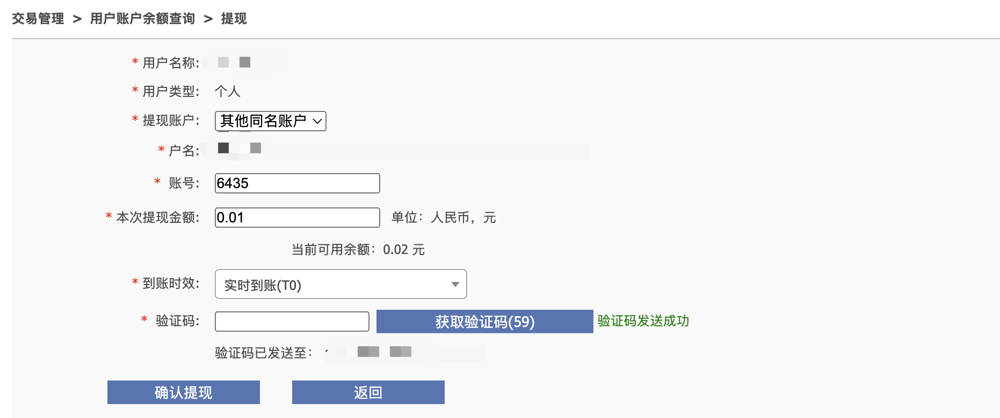 交易管理 > 用户账户余额查询 > 提现
* 用户名称:
* 用户类型: 个人
* 提现账户: 其他同名账户
* 户名:
* 账号: 6435
* 本次提现金额: 0.01 单位：人民币，元
当前可用余额：0.02 元
* 到账时效: 实时到账(T0)
* 验证码: 获取验证码(59) 验证码发送成功
验证码已发送至：
确认提现 返回